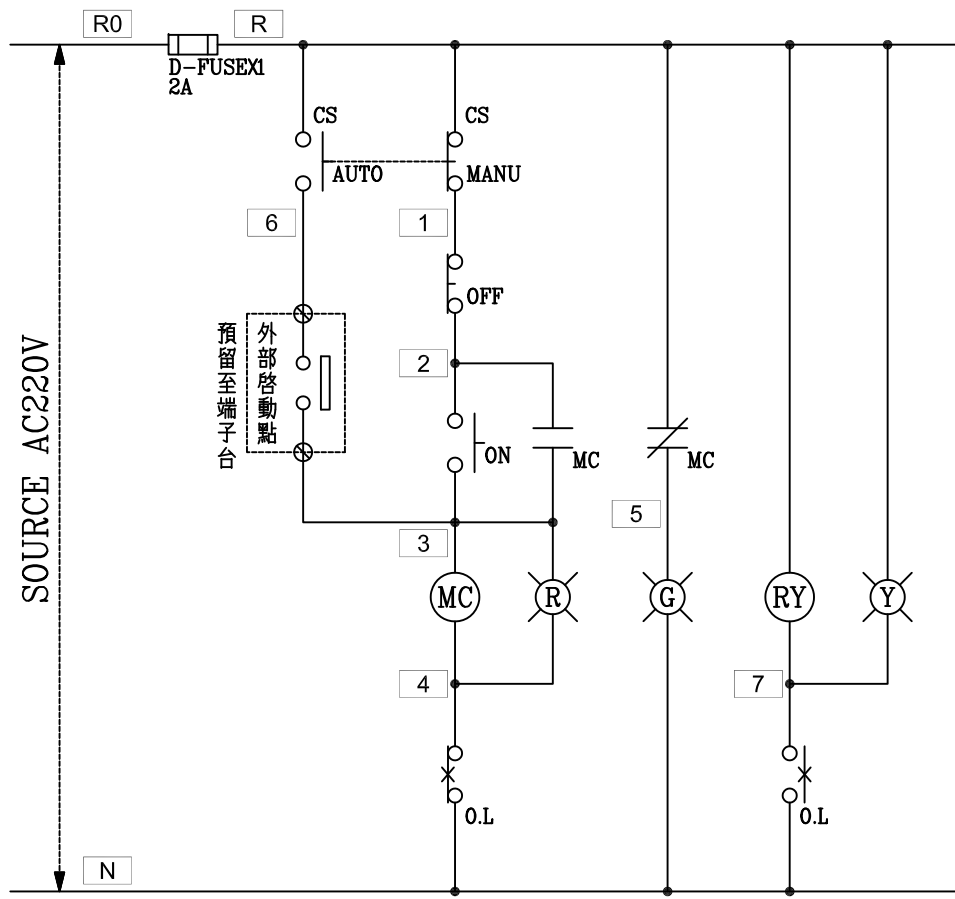 R0
R
D-FUSEX1
2A
CS
CS
AUTO
MANU
6
1
OFF
預留至端子台
外部啓動點
2
ON
MC
MC
SOURCE AC220V
5
3
MC
R
G
RY
Y
4
7
O.L
O.L
N